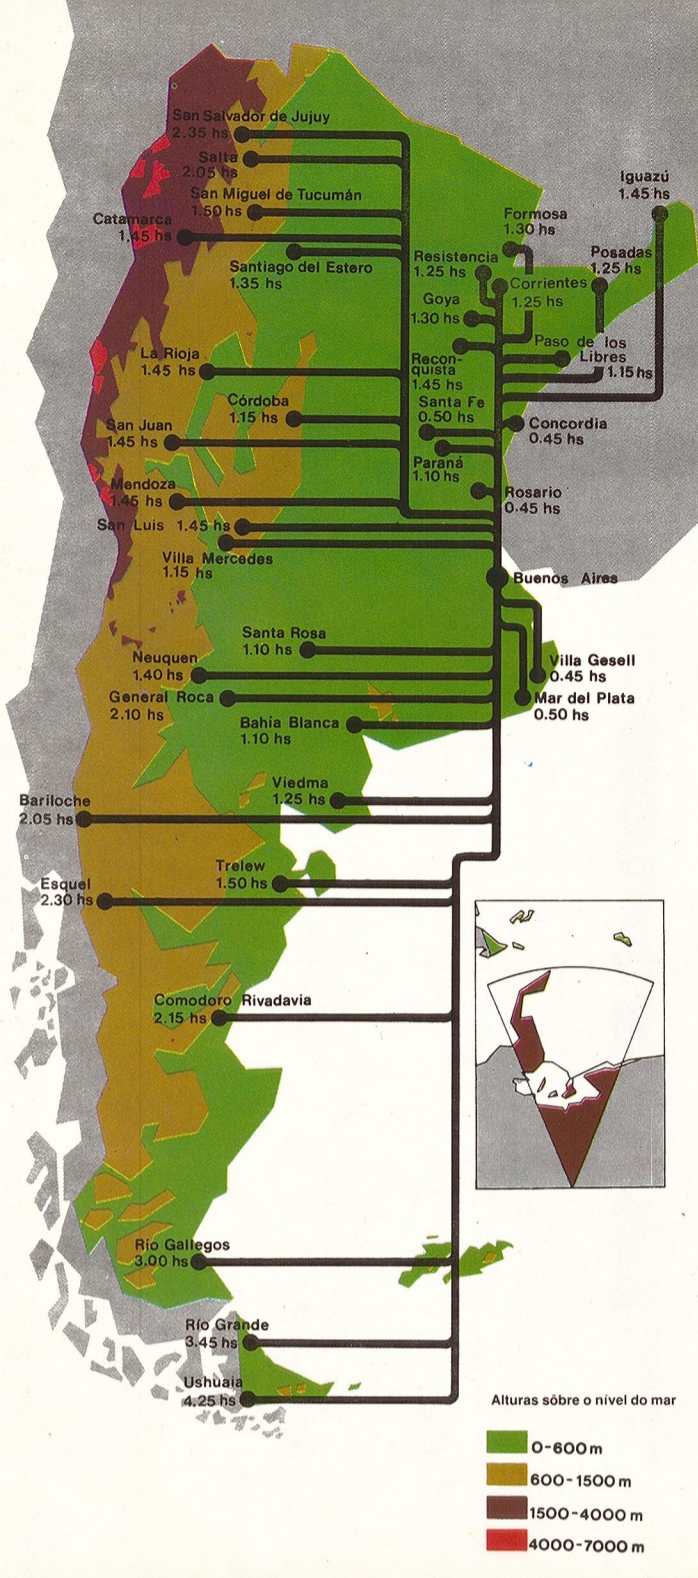 San Salvador de Jujuy
2.35 hs
Salta
2.05 hs
San Miguel de Tucumán
1.50 hs
Catamarca
1.45 hs
Santiago del Estero
1.35 hs
Iguazú
1.45 hs
Formosa
1.30 hs
Resistencia
1.25 hs
Posadas
1.25 hs
Corrientes
1.25 hs
Goya
1.30 hs
Paso de los
Libres
1.15 hs
Recon-
quista
1.45 hs
La Rioja
1.45 hs
Córdoba
1.15 hs
Santa Fe
0.50 hs
San Juan
1.45 hs
Concordia
0.45 hs
Paraná
1.10 hs
Mendoza
1.45 hs
Rosario
0.45 hs
San Luis 1.45 hs
Villa Mercedes
1.15 hs
Buenos Aires
Santa Rosa
1.10 hs
Neuquen
1.40 hs
Villa Gesell
0.45 hs
General Roca
2.10 hs
Mar del Plata
0.50 hs
Bahía Blanca
1.10 hs
Viedma
1.25 hs
Bariloche
2.05 hs
Trelew
1.50 hs
Esquel
2.30 hs
Comodoro Rivadavia
2.15 hs
Río Gallegos
3.00 hs
Río Grande
3.45 hs
Ushuaia
4.25 hs
Alturas sôbre o nível do mar
0-600 m
600-1500 m
1500-4000 m
4000-7000 m